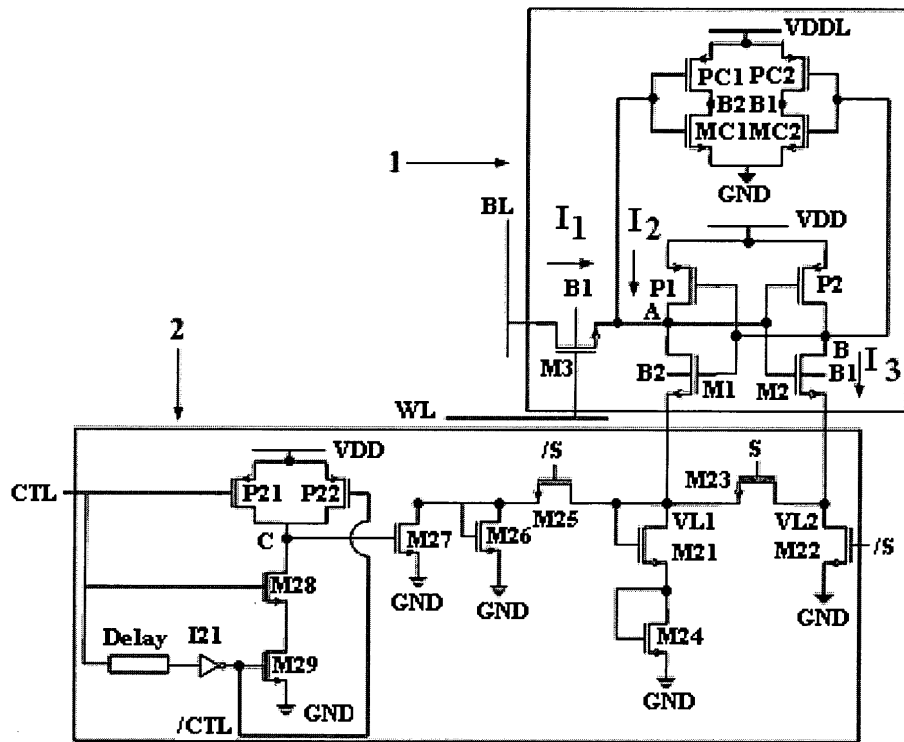 VDDL
PC1 PC2
B2 B1
MC1 MC2
1
GND
BL
I1 I2
VDD
B1
P1 P2
A
2
B
B2 M1 M2 B1 I3
M3
WL
VDD
/S S
CTL
P21 P22
M23
C
M27 M26 M25 VL1 VL2
M21 M22 /S
M28
GND GND GND
Delay I21
M24
M29
GND GND
/CTL